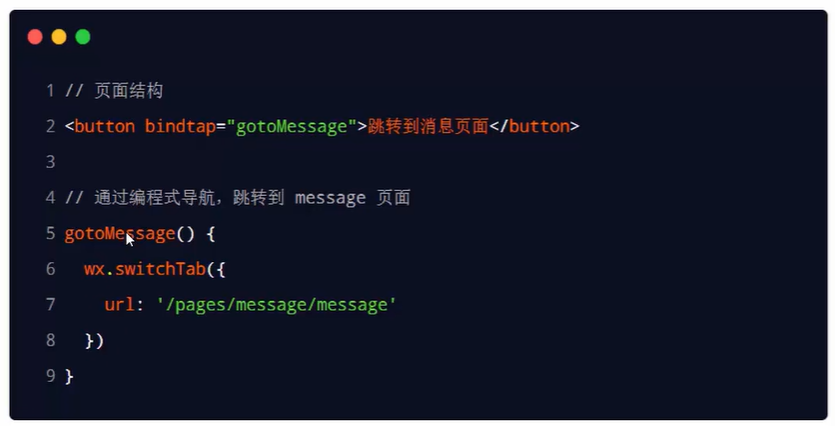 1 // 页面结构
2 <button bindtap="gotoMessage">跳转到消息页面</button>
3
4 // 通过编程式导航，跳转到 message 页面
5 gotoMessage() {
6   wx.switchTab({
7     url: '/pages/message/message'
8   })
9 }